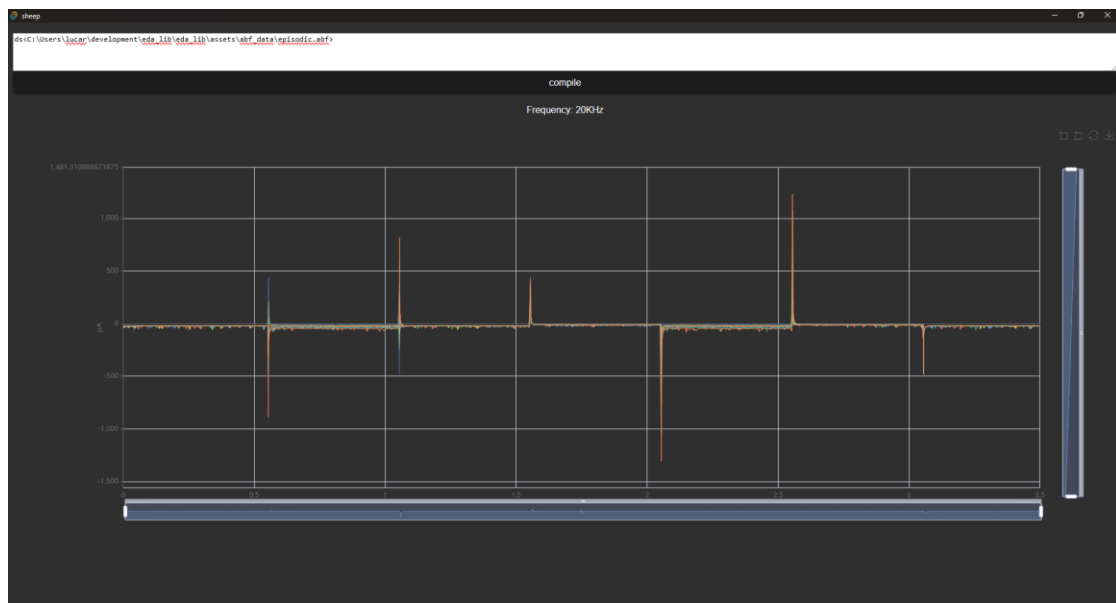 sheep
ds<C:\Users\lucar\development\eda_lib\eda_lib\assets\abf_data\episodic.abf>
compile
Frequency: 20KHz
1,481.310888671875
1,000
500
0
-500
-1,000
-1,500
0 0.5 1 1.5 2 2.5 3 3.5